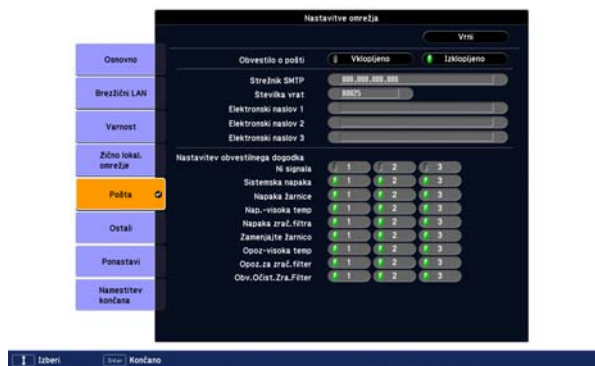 Nastavitve omrežja
Vrni
Osnovno
Brezžični LAN
Varnost
Žično lokal.
omrežje
Pošta
Ostali
Ponastavi
Namestitev
končana
Obvestilo o pošti Vklopljeno Izklopljeno
Strežnik SMTP 000.000.000.000
Številka vrat 00025
Elektronski naslov 1
Elektronski naslov 2
Elektronski naslov 3
Nastavitev obvestilnega dogodka
Ni signala 1 2 3
Sistemska napaka 1 2 3
Napaka žarnice 1 2 3
Nap.-visoka temp 1 2 3
Napaka zrač.filtra 1 2 3
Zamenjajte žarnico 1 2 3
Opoz-visoka temp 1 2 3
Opoz.za zrač.filter 1 2 3
Obv.Očist.Zra.Filter 1 2 3
Izberi Enter Končano